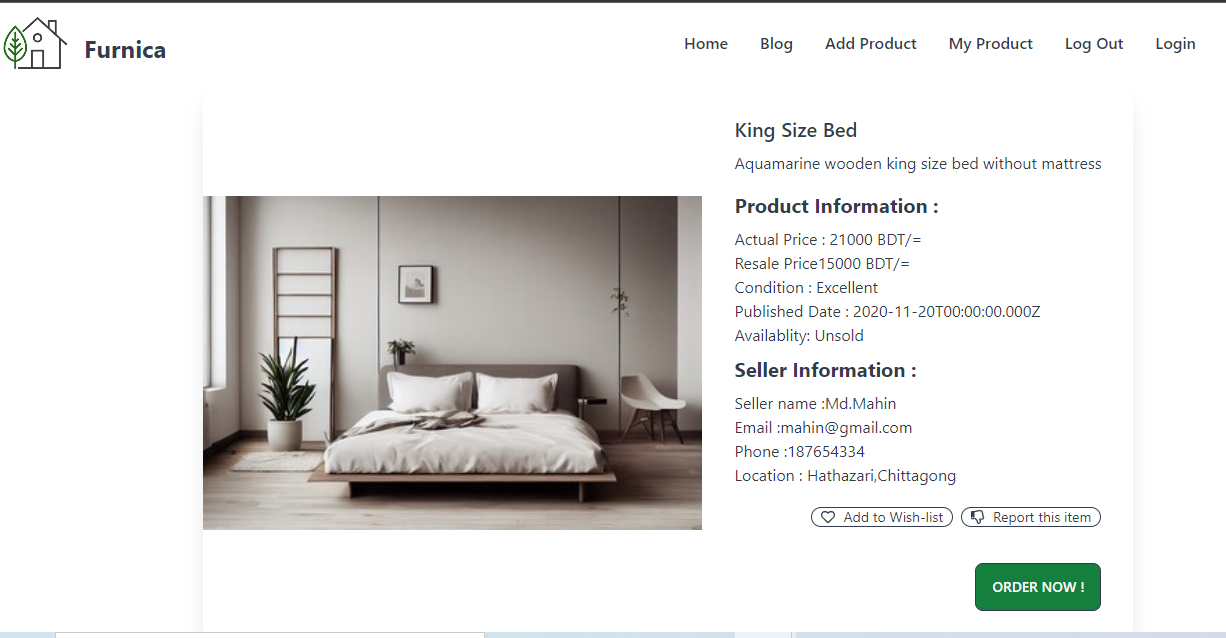 Furnica
Home Blog Add Product My Product Log Out Login
King Size Bed
Aquamarine wooden king size bed without mattress
Product Information :
Actual Price : 21000 BDT/=
Resale Price15000 BDT/=
Condition : Excellent
Published Date : 2020-11-20T00:00:00.000Z
Availablity: Unsold
Seller Information :
Seller name :Md.Mahin
Email :mahin@gmail.com
Phone :187654334
Location : Hathazari,Chittagong
Add to Wish-list Report this item
ORDER NOW !